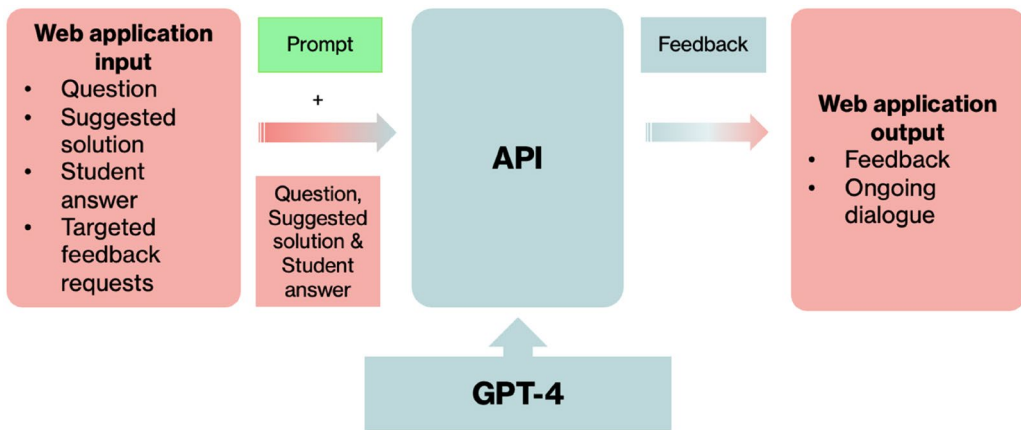 Web application
input
• Question
• Suggested
solution
• Student
answer
• Targeted
feedback
requests
Prompt
+
Question,
Suggested
solution &
Student
answer
API
GPT-4
Feedback
Web application
output
• Feedback
• Ongoing
dialogue